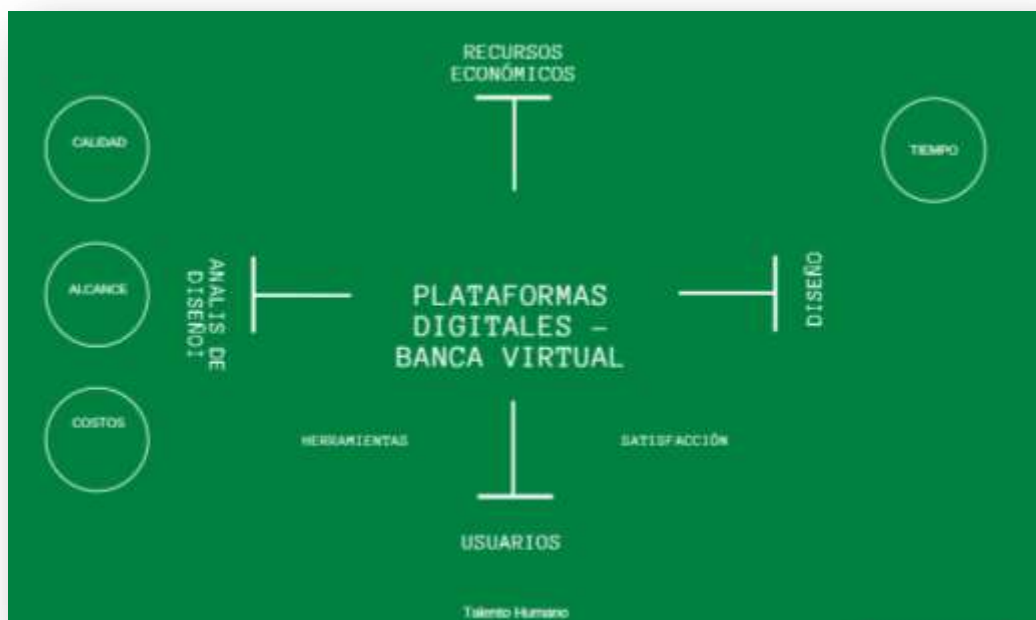 RECURSOS
ECONÓMICOS
CALIDAD
TIEMPO
ALCANCE
ANALIS DE
DISEÑO!
PLATAFORMAS
DIGITALES –
BANCA VIRTUAL
DISEÑO
COSTOS
HERRAMIENTAS
SATISFACCIÓN
USUARIOS
Talento Humano